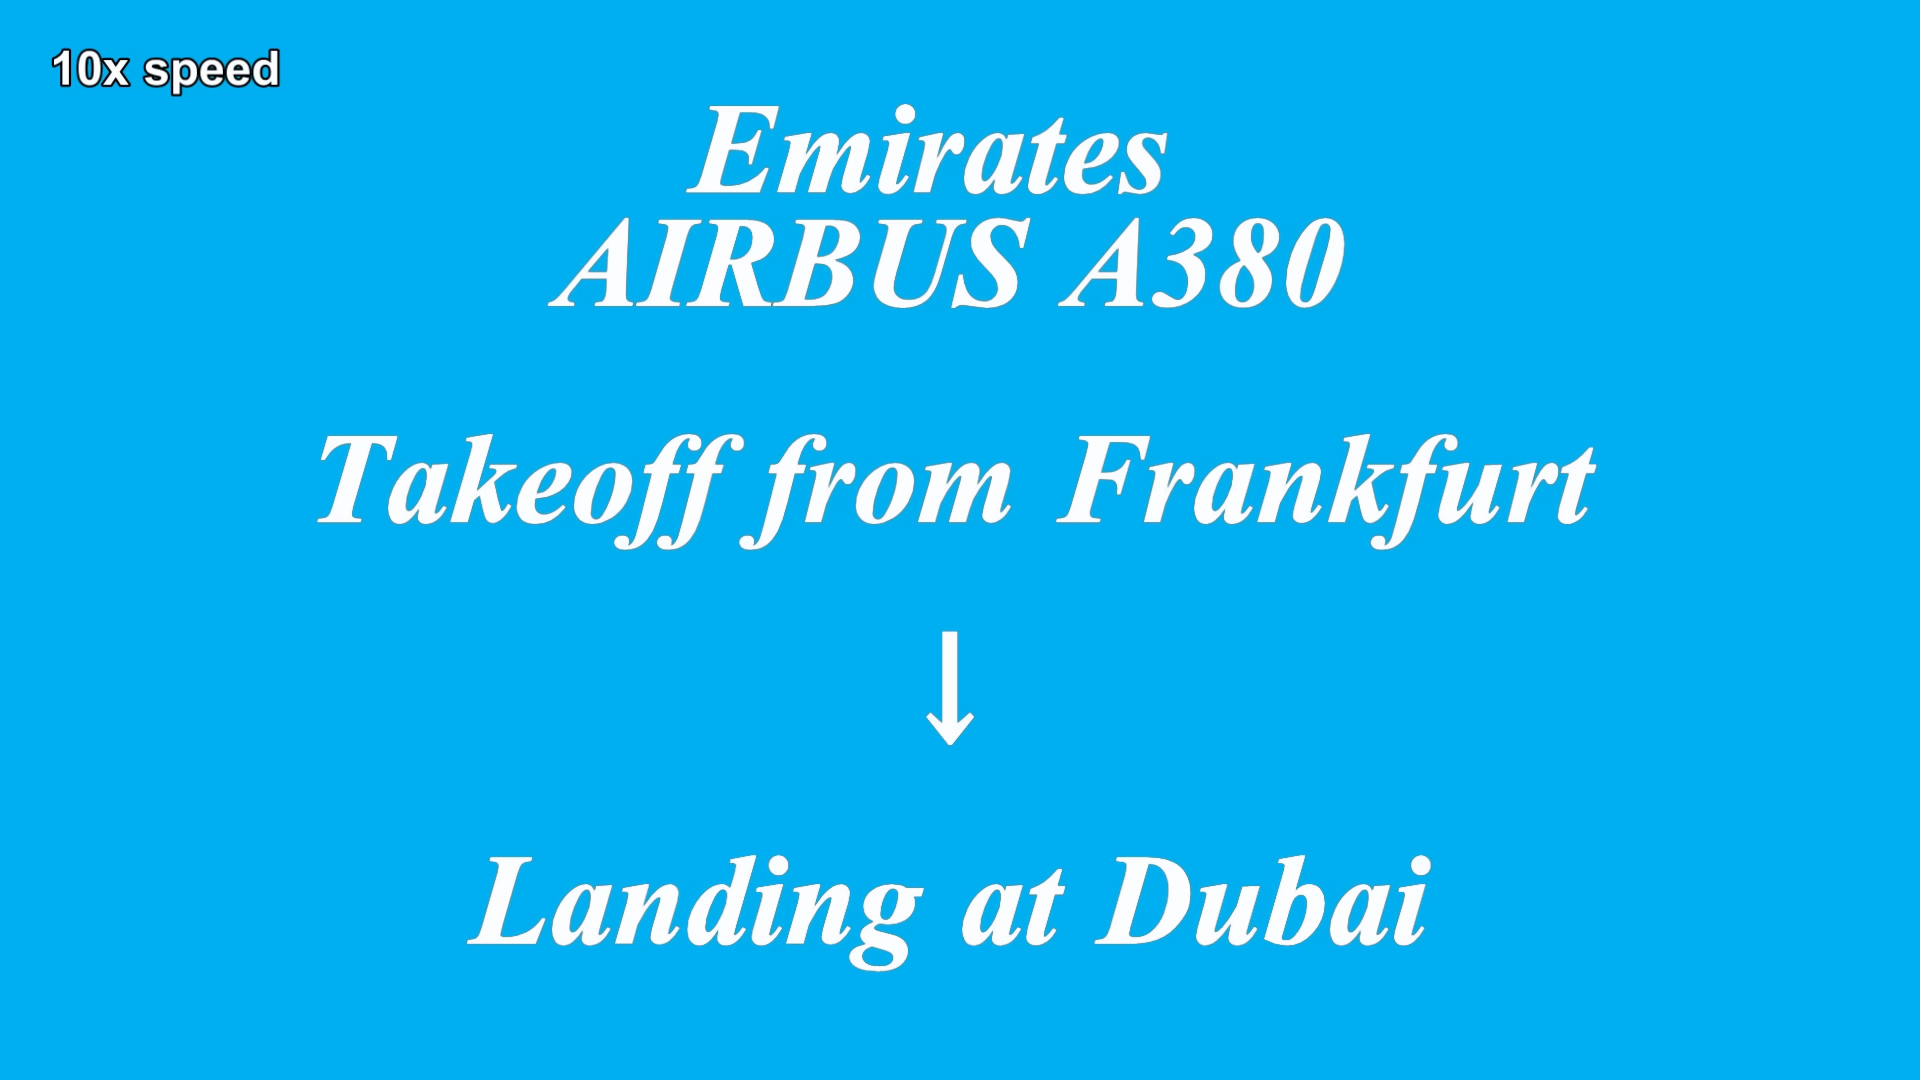 10x speed
Emirates
AIRBUS A380
Takeoff from Frankfurt
↓
Landing at Dubai